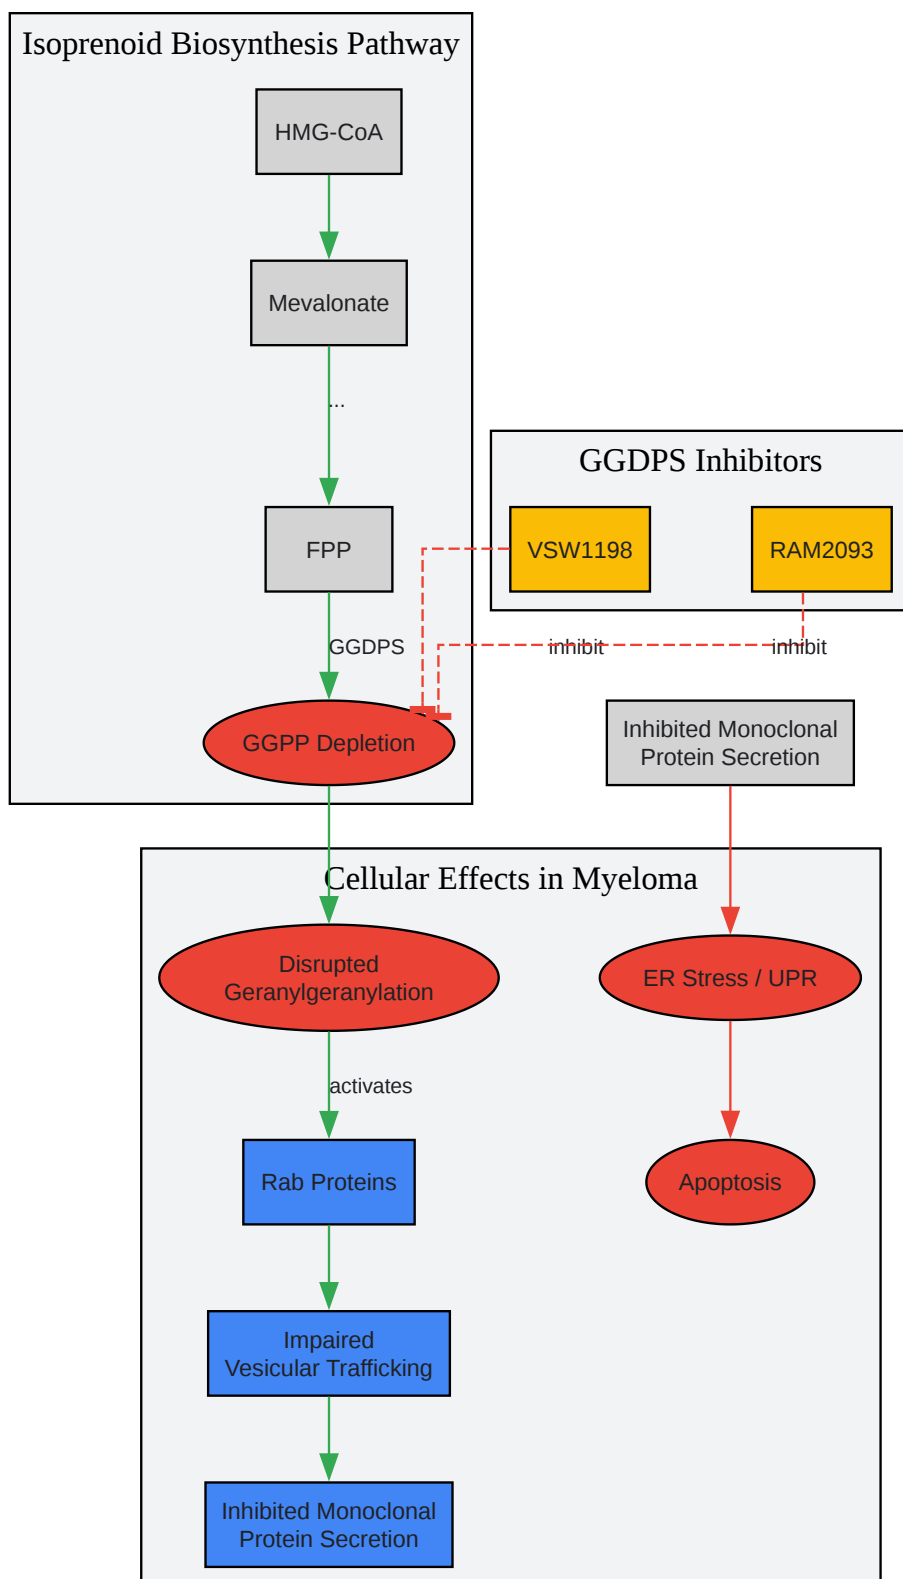 Isoprenoid Biosynthesis Pathway
HMG-CoA
Mevalonate
...
GGDPS Inhibitors
FPP
VSW1198
RAM2093
GGDPS
inhibit
inhibit
GGPP Depletion
Inhibited Monoclonal
Protein Secretion
Cellular Effects in Myeloma
Disrupted
Geranylgeranylation
ER Stress / UPR
activates
Rab Proteins
Apoptosis
Impaired
Vesicular Trafficking
Inhibited Monoclonal
Protein Secretion